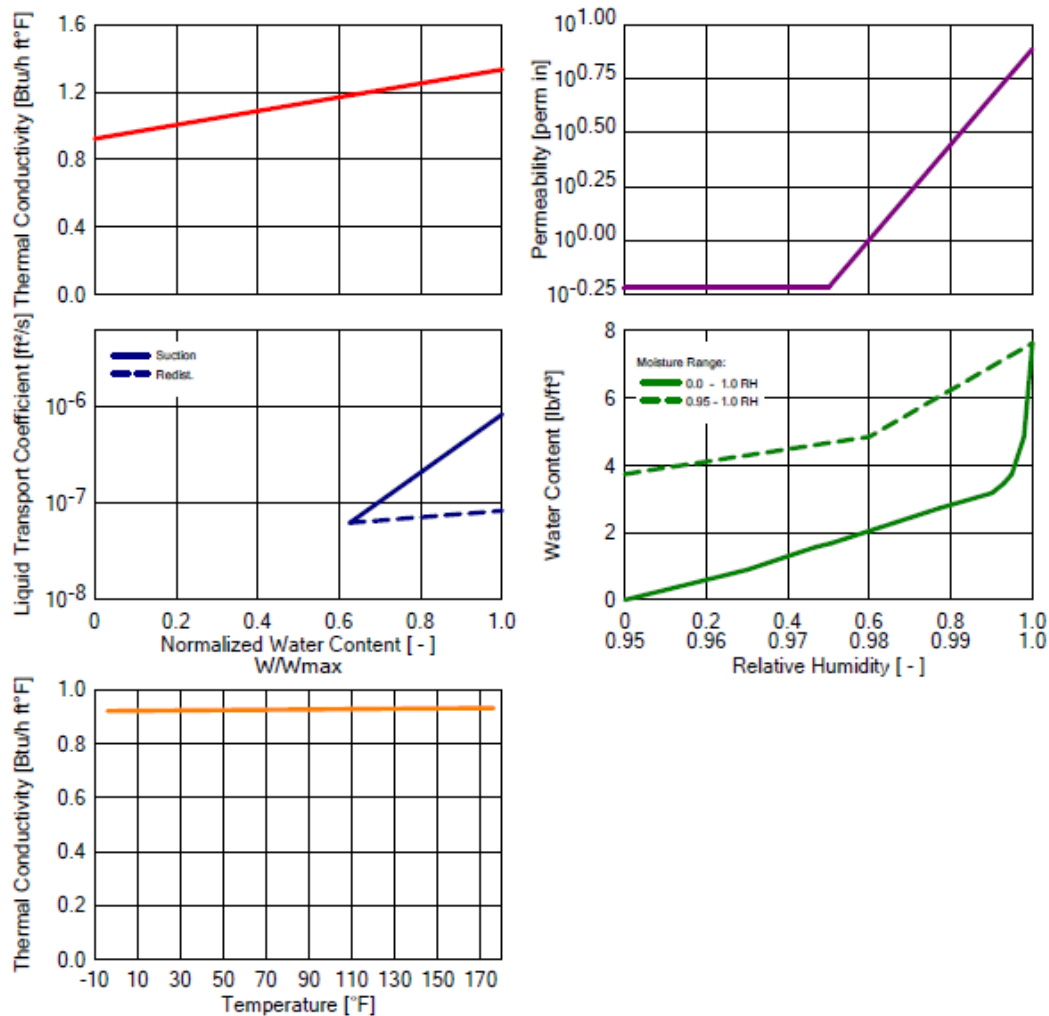 Thermal Conductivity [Btu/h ft°F]
1.6
1.2
0.8
0.4
0.0
Permeability [perm in]
10^1.00
10^0.75
10^0.50
10^0.25
10^0.00
10^-0.25
Liquid Transport Coefficient [ft²/s]
Suction
Redist.
10^-6
10^-7
10^-8
0 0.2 0.4 0.6 0.8 1.0
Normalized Water Content [ - ]
W/Wmax
Water Content [lb/ft³]
8
6
4
2
0
Moisture Range:
0.0 - 1.0 RH
0.95 - 1.0 RH
0 0.2 0.4 0.6 0.8 1.0
0.95 0.96 0.97 0.98 0.99 1.0
Relative Humidity [ - ]
Thermal Conductivity [Btu/h ft°F]
1.0
0.8
0.6
0.4
0.2
0.0
-10 10 30 50 70 90 110 130 150 170
Temperature [°F]